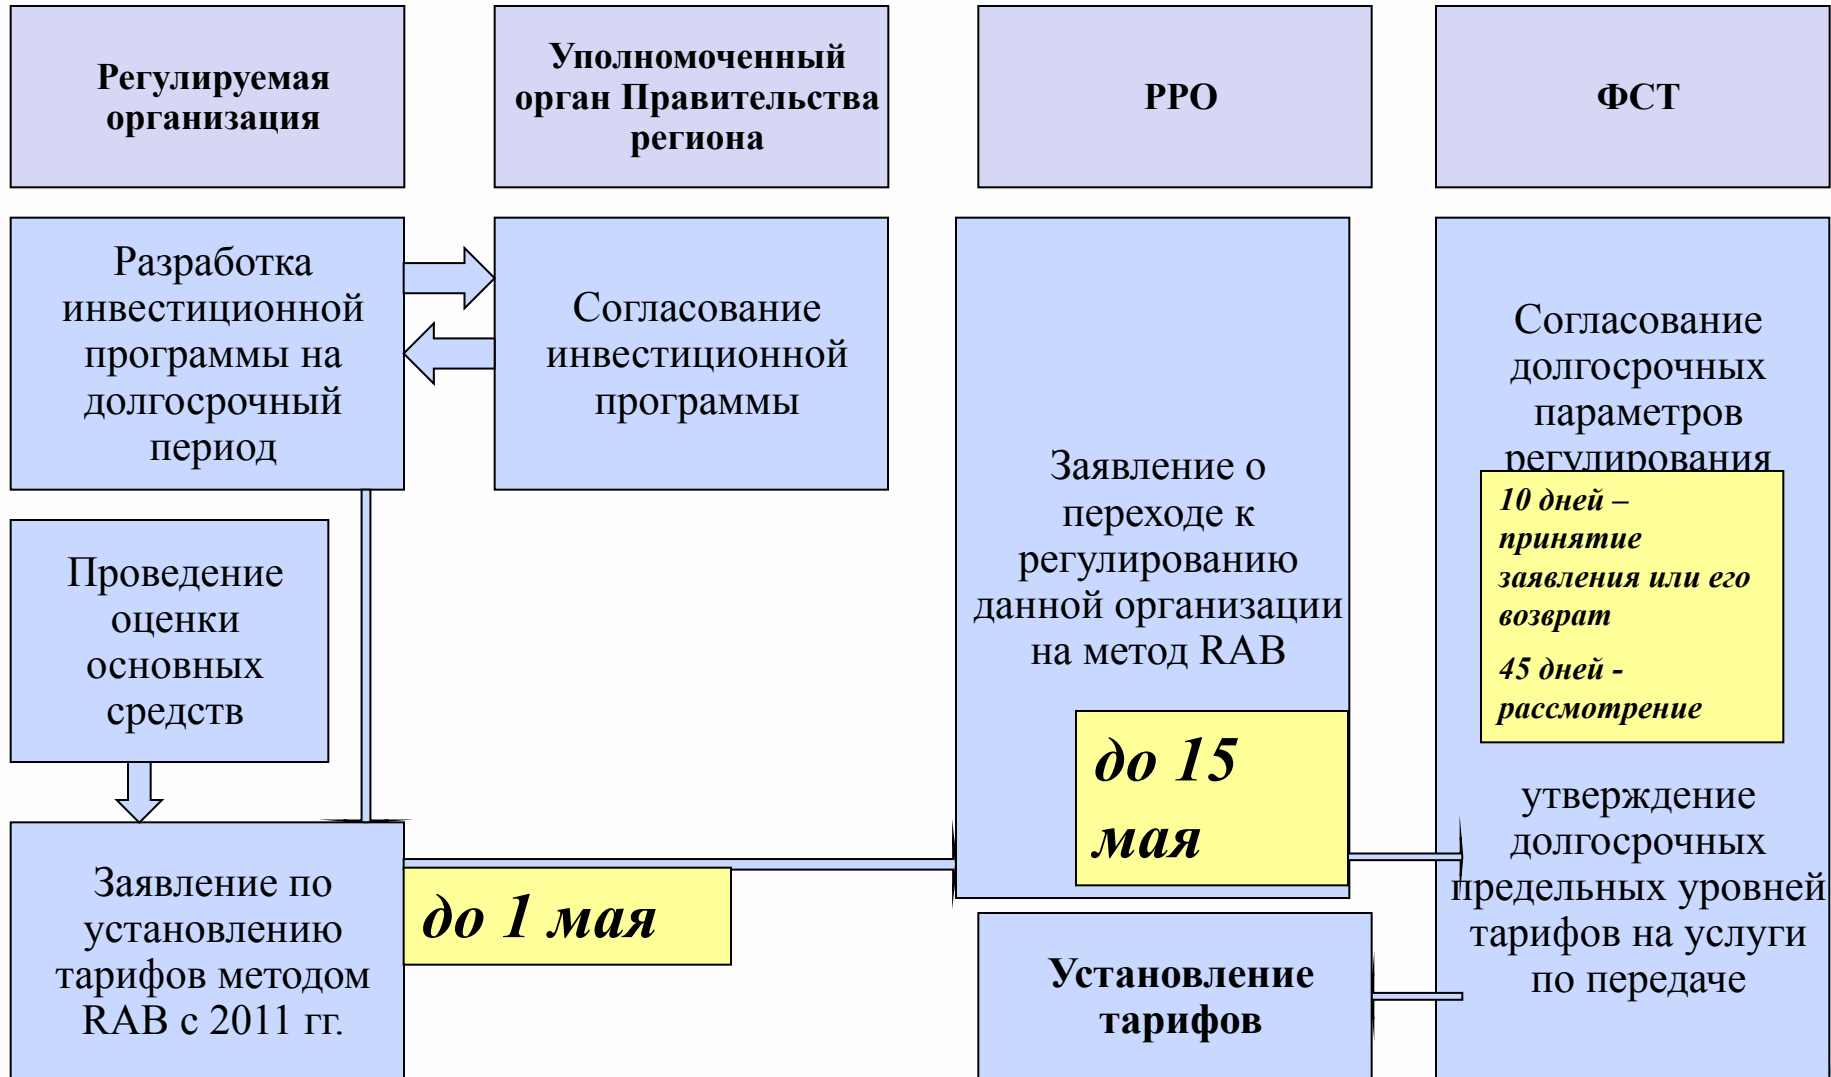 Регулируемая
организация
Уполномоченный
орган Правительства
региона
РРО
ФСТ
Разработка
инвестиционной
программы на
долгосрочный
период
Согласование
инвестиционной
программы
Проведение
оценки
основных
средств
Заявление по
установлению
тарифов методом
RAB с 2011 гг.
до 1 мая
Заявление о
переходе к
регулированию
данной организации
на метод RAB
до 15
мая
Установление
тарифов
Согласование
долгосрочных
параметров
регулирования
10 дней –
принятие
заявления или его
возврат
45 дней -
рассмотрение
утверждение
долгосрочных
предельных уровней
тарифов на услуги
по передаче